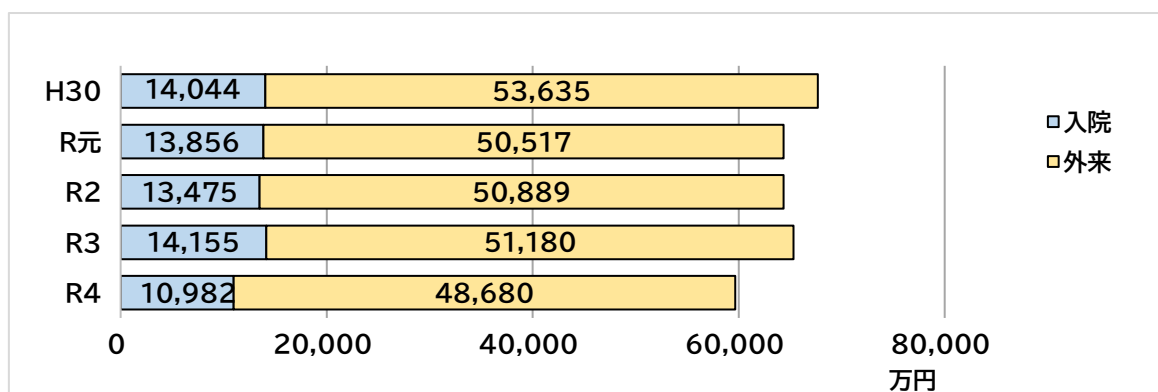 H30 14,044 53,635
R元 13,856 50,517
R2 13,475 50,889
R3 14,155 51,180
R4 10,982 48,680
入院
外来
0 20,000 40,000 60,000 80,000
万円